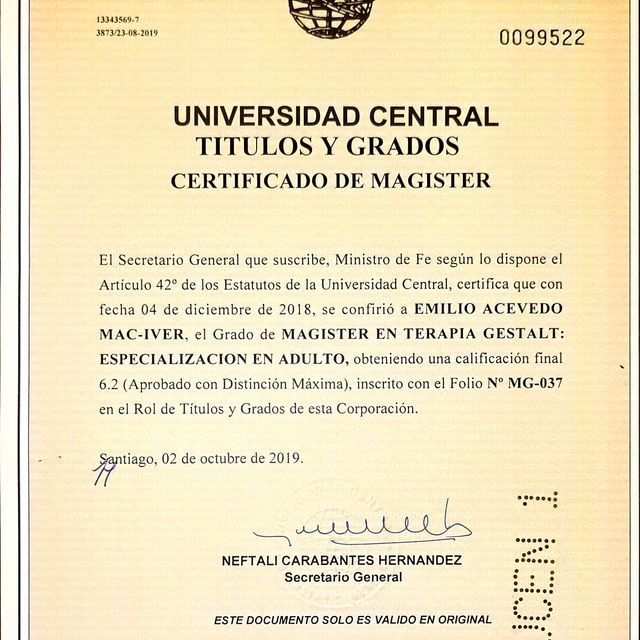 13343569-7
3873/23-08-2019
0099522
UNIVERSIDAD CENTRAL
TITULOS Y GRADOS
CERTIFICADO DE MAGISTER
El Secretario General que suscribe, Ministro de Fe según lo dispone el
Artículo 42º de los Estatutos de la Universidad Central, certifica que con
fecha 04 de diciembre de 2018, se confirió a EMILIO ACEVEDO
MAC-IVER, el Grado de MAGISTER EN TERAPIA GESTALT:
ESPECIALIZACION EN ADULTO, obteniendo una calificación final
6.2 (Aprobado con Distinción Máxima), inscrito con el Folio Nº MG-037
en el Rol de Títulos y Grados de esta Corporación.
Santiago, 02 de octubre de 2019.
NEFTALI CARABANTES HERNANDEZ
Secretario General
ESTE DOCUMENTO SOLO ES VALIDO EN ORIGINAL
UCEN 1